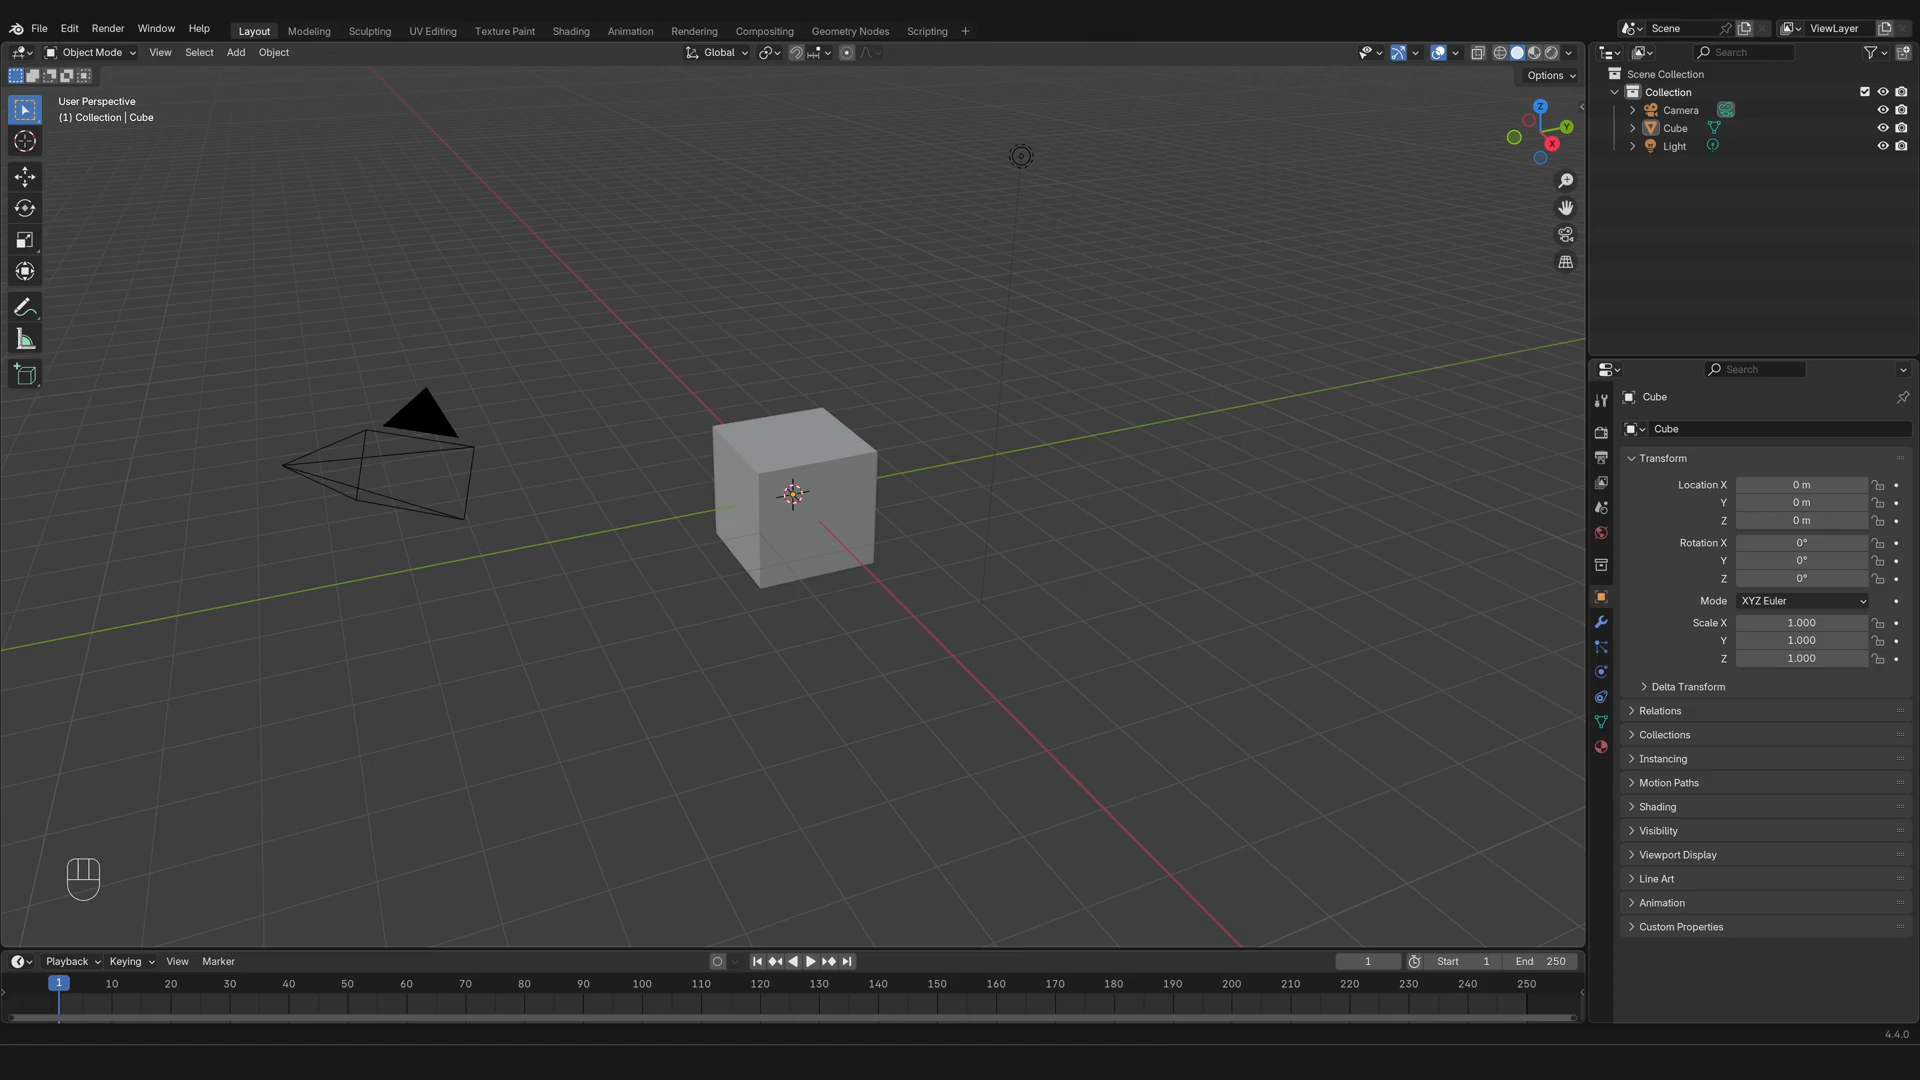 File Edit Render Window Help Layout Modeling Sculpting UV Editing Texture Paint Shading Animation Rendering Compositing Geometry Nodes Scripting + Scene ViewLayer
Object Mode View Select Add Object Global Search
Options
User Perspective
(1) Collection | Cube
Z
Y
X
Scene Collection
Collection
Camera
Cube
Light
Search
Cube
Cube
Transform
Location X 0 m
Y 0 m
Z 0 m
Rotation X 0°
Y 0°
Z 0°
Mode XYZ Euler
Scale X 1.000
Y 1.000
Z 1.000
Delta Transform
Relations
Collections
Instancing
Motion Paths
Shading
Visibility
Viewport Display
Line Art
Animation
Custom Properties
Playback Keying View Marker 1 Start 1 End 250
1 10 20 30 40 50 60 70 80 90 100 110 120 130 140 150 160 170 180 190 200 210 220 230 240 250
4.4.0